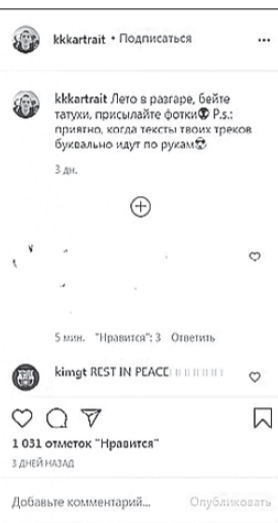 kkkartrait • Подписаться
kkkartrait Лето в разгаре, бейте
татухи, присылайте фотки👽 P.s.:
приятно, когда тексты твоих треков
буквально идут по рукам
3 дн.
5 мин. "Нравится": 3 Ответить
kimgt REST IN PEACE
1 031 отметок "Нравится"
3 ДНЕЙ НАЗАД
Добавьте комментарий... Опубликовать